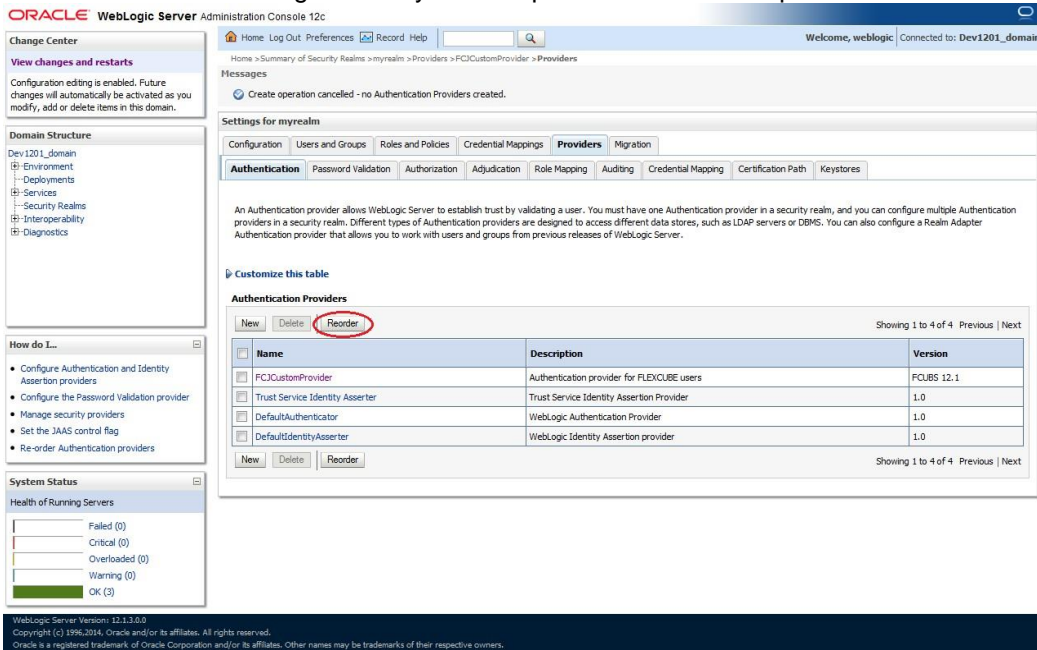 ORACLE WebLogic Server Administration Console 12c
Change Center
View changes and restarts
Configuration editing is enabled. Future
changes will automatically be activated as you
modify, add or delete items in this domain.
Domain Structure
Dev1201_domain
Environment
Deployments
Services
Security Realms
Interoperability
Diagnostics
How do I...
Configure Authentication and Identity
Assertion providers
Configure the Password Validation provider
Manage security providers
Set the JAAS control flag
Re-order Authentication providers
System Status
Health of Running Servers
Failed (0)
Critical (0)
Overloaded (0)
Warning (0)
OK (3)
Home Log Out Preferences Record Help
Welcome, weblogic Connected to: Dev1201_domain
Home >Summary of Security Realms >myrealm >Providers >FCJCustomProvider >Providers
Messages
Create operation cancelled - no Authentication Providers created.
Settings for myrealm
Configuration Users and Groups Roles and Policies Credential Mappings Providers Migration
Authentication Password Validation Authorization Adjudication Role Mapping Auditing Credential Mapping Certification Path Keystores
An Authentication provider allows WebLogic Server to establish trust by validating a user. You must have one Authentication provider in a security realm, and you can configure multiple Authentication
providers in a security realm. Different types of Authentication providers are designed to access different data stores, such as LDAP servers or DBMS. You can also configure a Realm Adapter
Authentication provider that allows you to work with users and groups from previous releases of WebLogic Server.
Customize this table
Authentication Providers
New Delete Reorder Showing 1 to 4 of 4 Previous | Next
Name Description Version
FCJCustomProvider Authentication provider for FLEXCUBE users FCUBS 12.1
Trust Service Identity Asserter Trust Service Identity Assertion Provider 1.0
DefaultAuthenticator WebLogic Authentication Provider 1.0
DefaultIdentityAsserter WebLogic Identity Assertion provider 1.0
New Delete Reorder Showing 1 to 4 of 4 Previous | Next
WebLogic Server Version: 12.1.3.0.0
Copyright (c) 1996,2014, Oracle and/or its affiliates. All rights reserved.
Oracle is a registered trademark of Oracle Corporation and/or its affiliates. Other names may be trademarks of their respective owners.